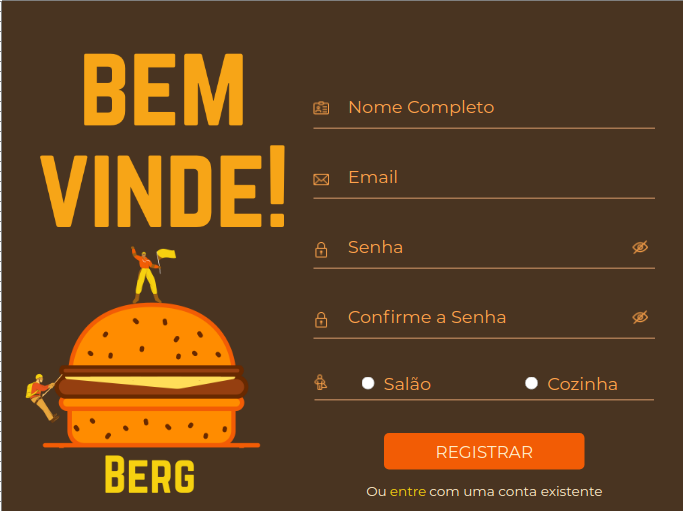 BEM
VINDE!
BERG
Nome Completo
Email
Senha
Confirme a Senha
Salão Cozinha
REGISTRAR
Ou entre com uma conta existente